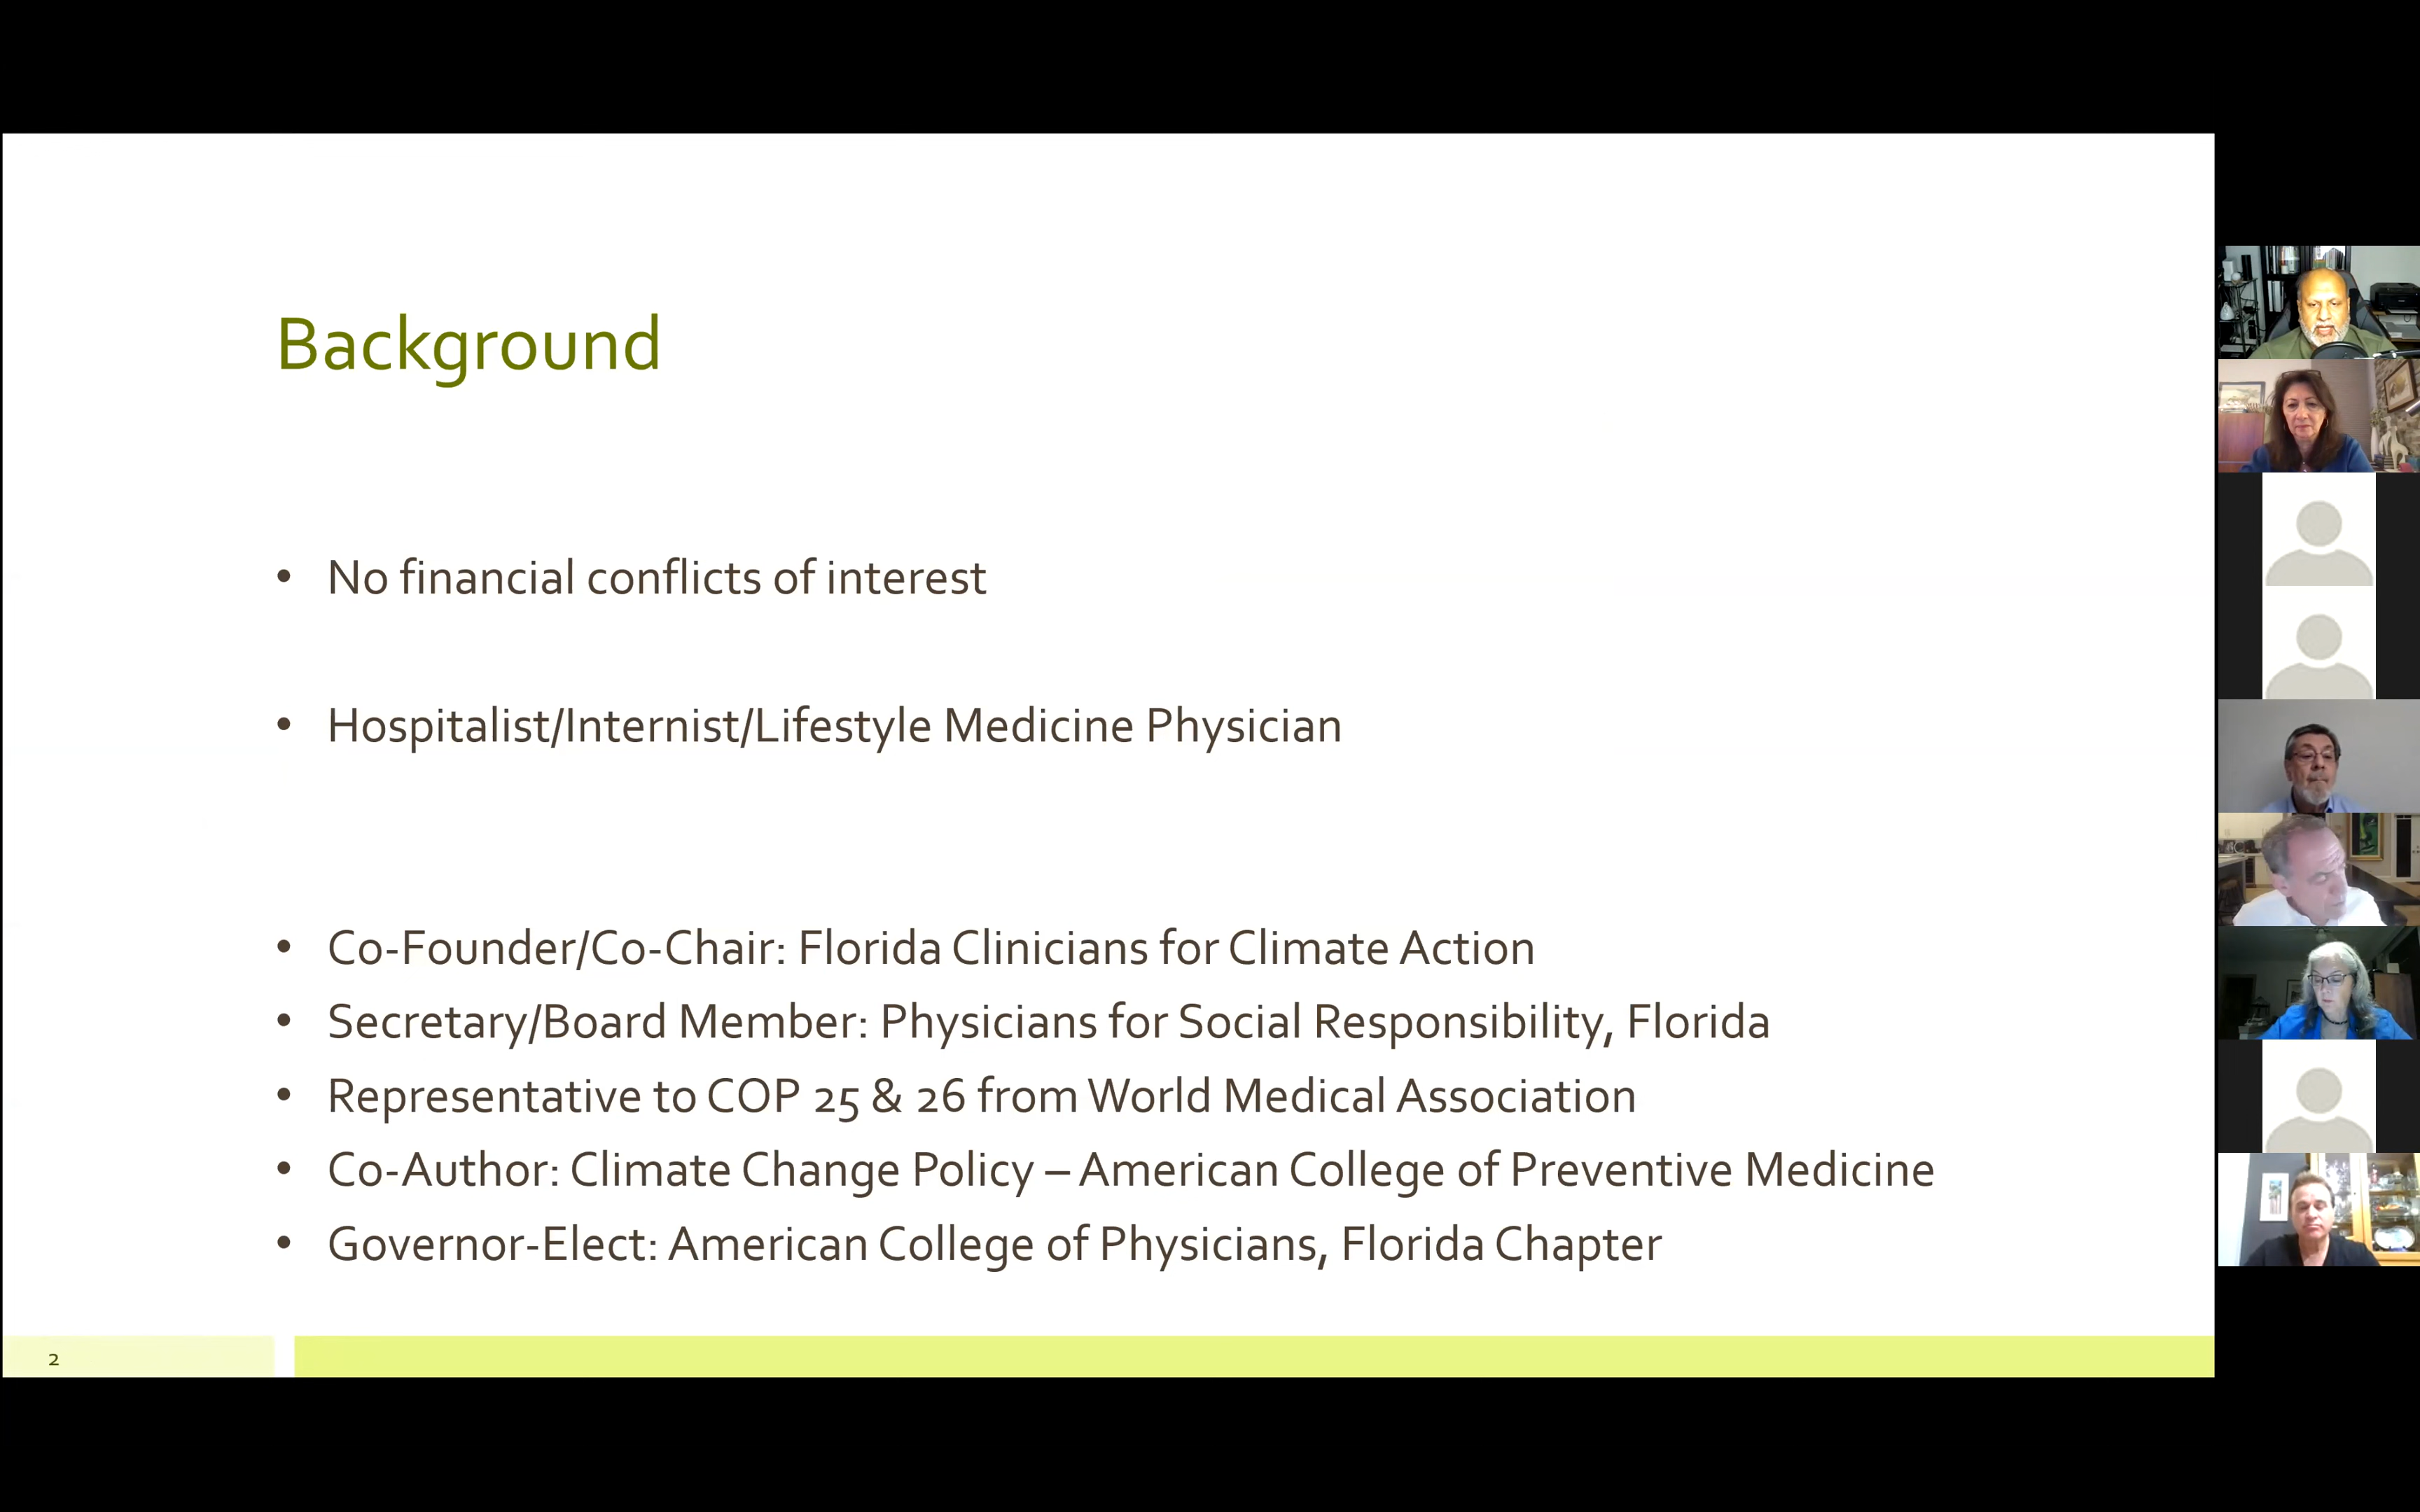 Background
• No financial conflicts of interest
• Hospitalist/Internist/Lifestyle Medicine Physician
• Co-Founder/Co-Chair: Florida Clinicians for Climate Action
• Secretary/Board Member: Physicians for Social Responsibility, Florida
• Representative to COP 25 & 26 from World Medical Association
• Co-Author: Climate Change Policy – American College of Preventive Medicine
• Governor-Elect: American College of Physicians, Florida Chapter
2